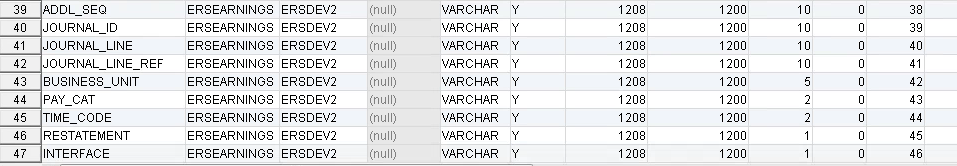 39 ADDL_SEQ ERSEARNINGS ERSDEV2 (null) VARCHAR Y 1208 1200 10 0 38
40 JOURNAL_ID ERSEARNINGS ERSDEV2 (null) VARCHAR Y 1208 1200 10 0 39
41 JOURNAL_LINE ERSEARNINGS ERSDEV2 (null) VARCHAR Y 1208 1200 10 0 40
42 JOURNAL_LINE_REF ERSEARNINGS ERSDEV2 (null) VARCHAR Y 1208 1200 10 0 41
43 BUSINESS_UNIT ERSEARNINGS ERSDEV2 (null) VARCHAR Y 1208 1200 5 0 42
44 PAY_CAT ERSEARNINGS ERSDEV2 (null) VARCHAR Y 1208 1200 2 0 43
45 TIME_CODE ERSEARNINGS ERSDEV2 (null) VARCHAR Y 1208 1200 2 0 44
46 RESTATEMENT ERSEARNINGS ERSDEV2 (null) VARCHAR Y 1208 1200 1 0 45
47 INTERFACE ERSEARNINGS ERSDEV2 (null) VARCHAR Y 1208 1200 1 0 46